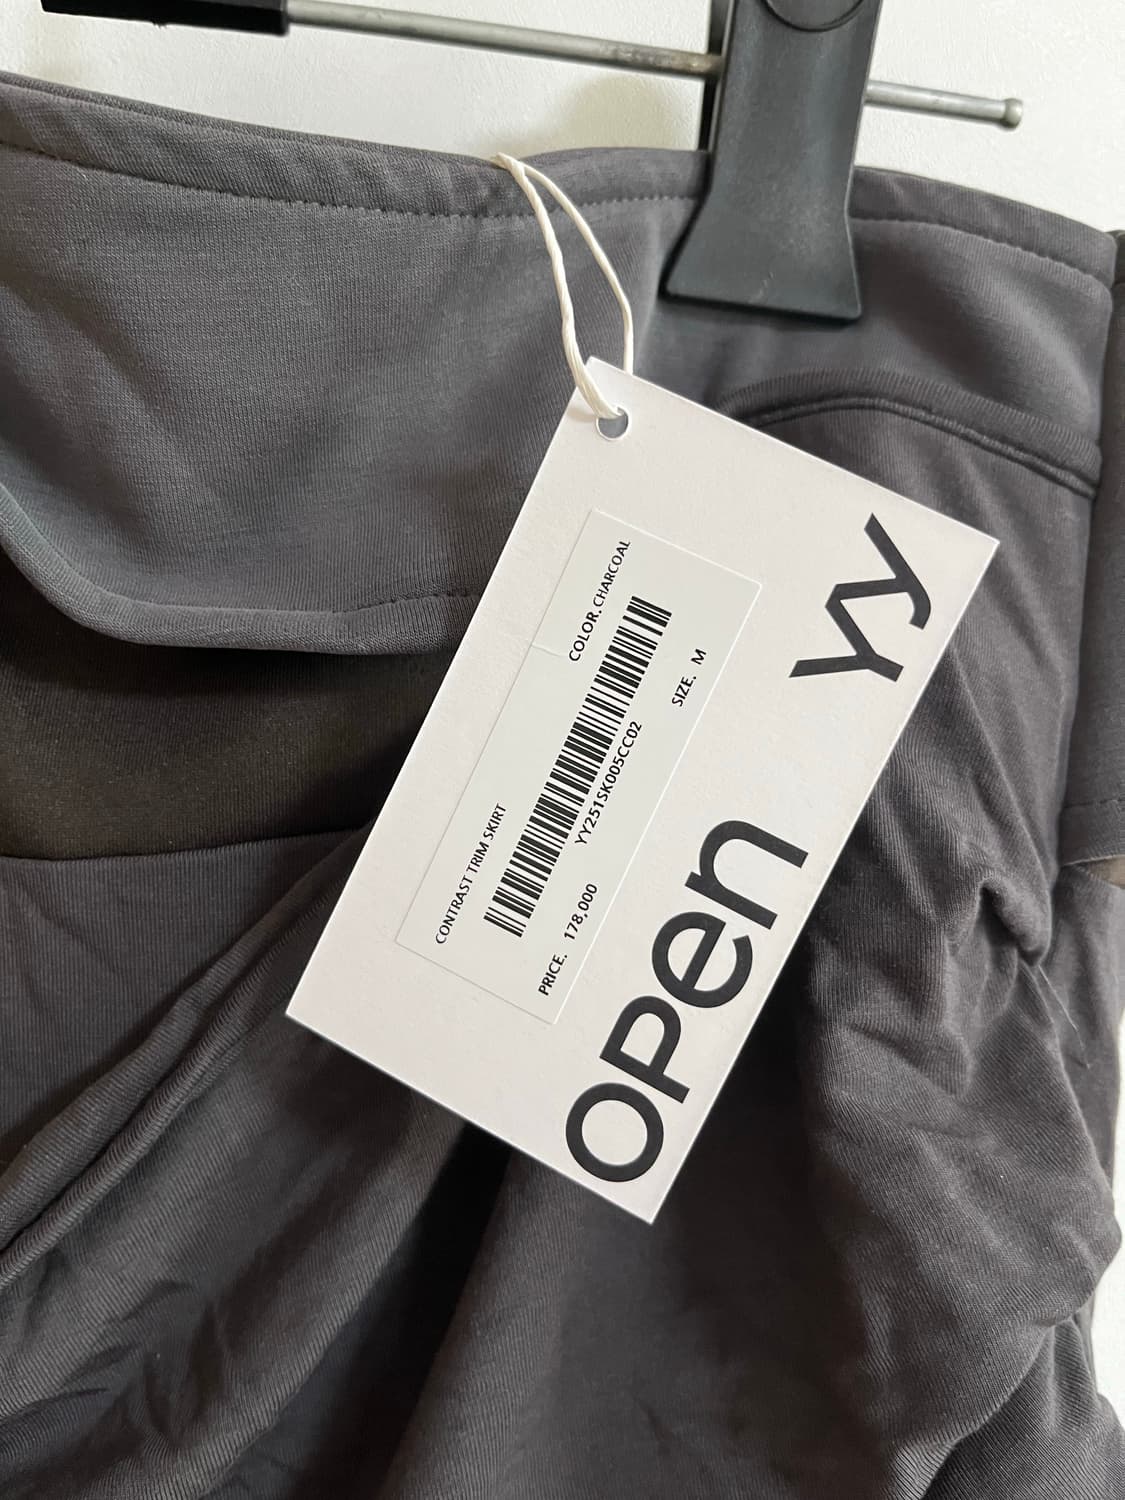 OPen YY
CONTRAST TRIM SKIRT
COLOR. CHARCOAL
YY251SK005CC02
PRICE. 178,000
SIZE. M